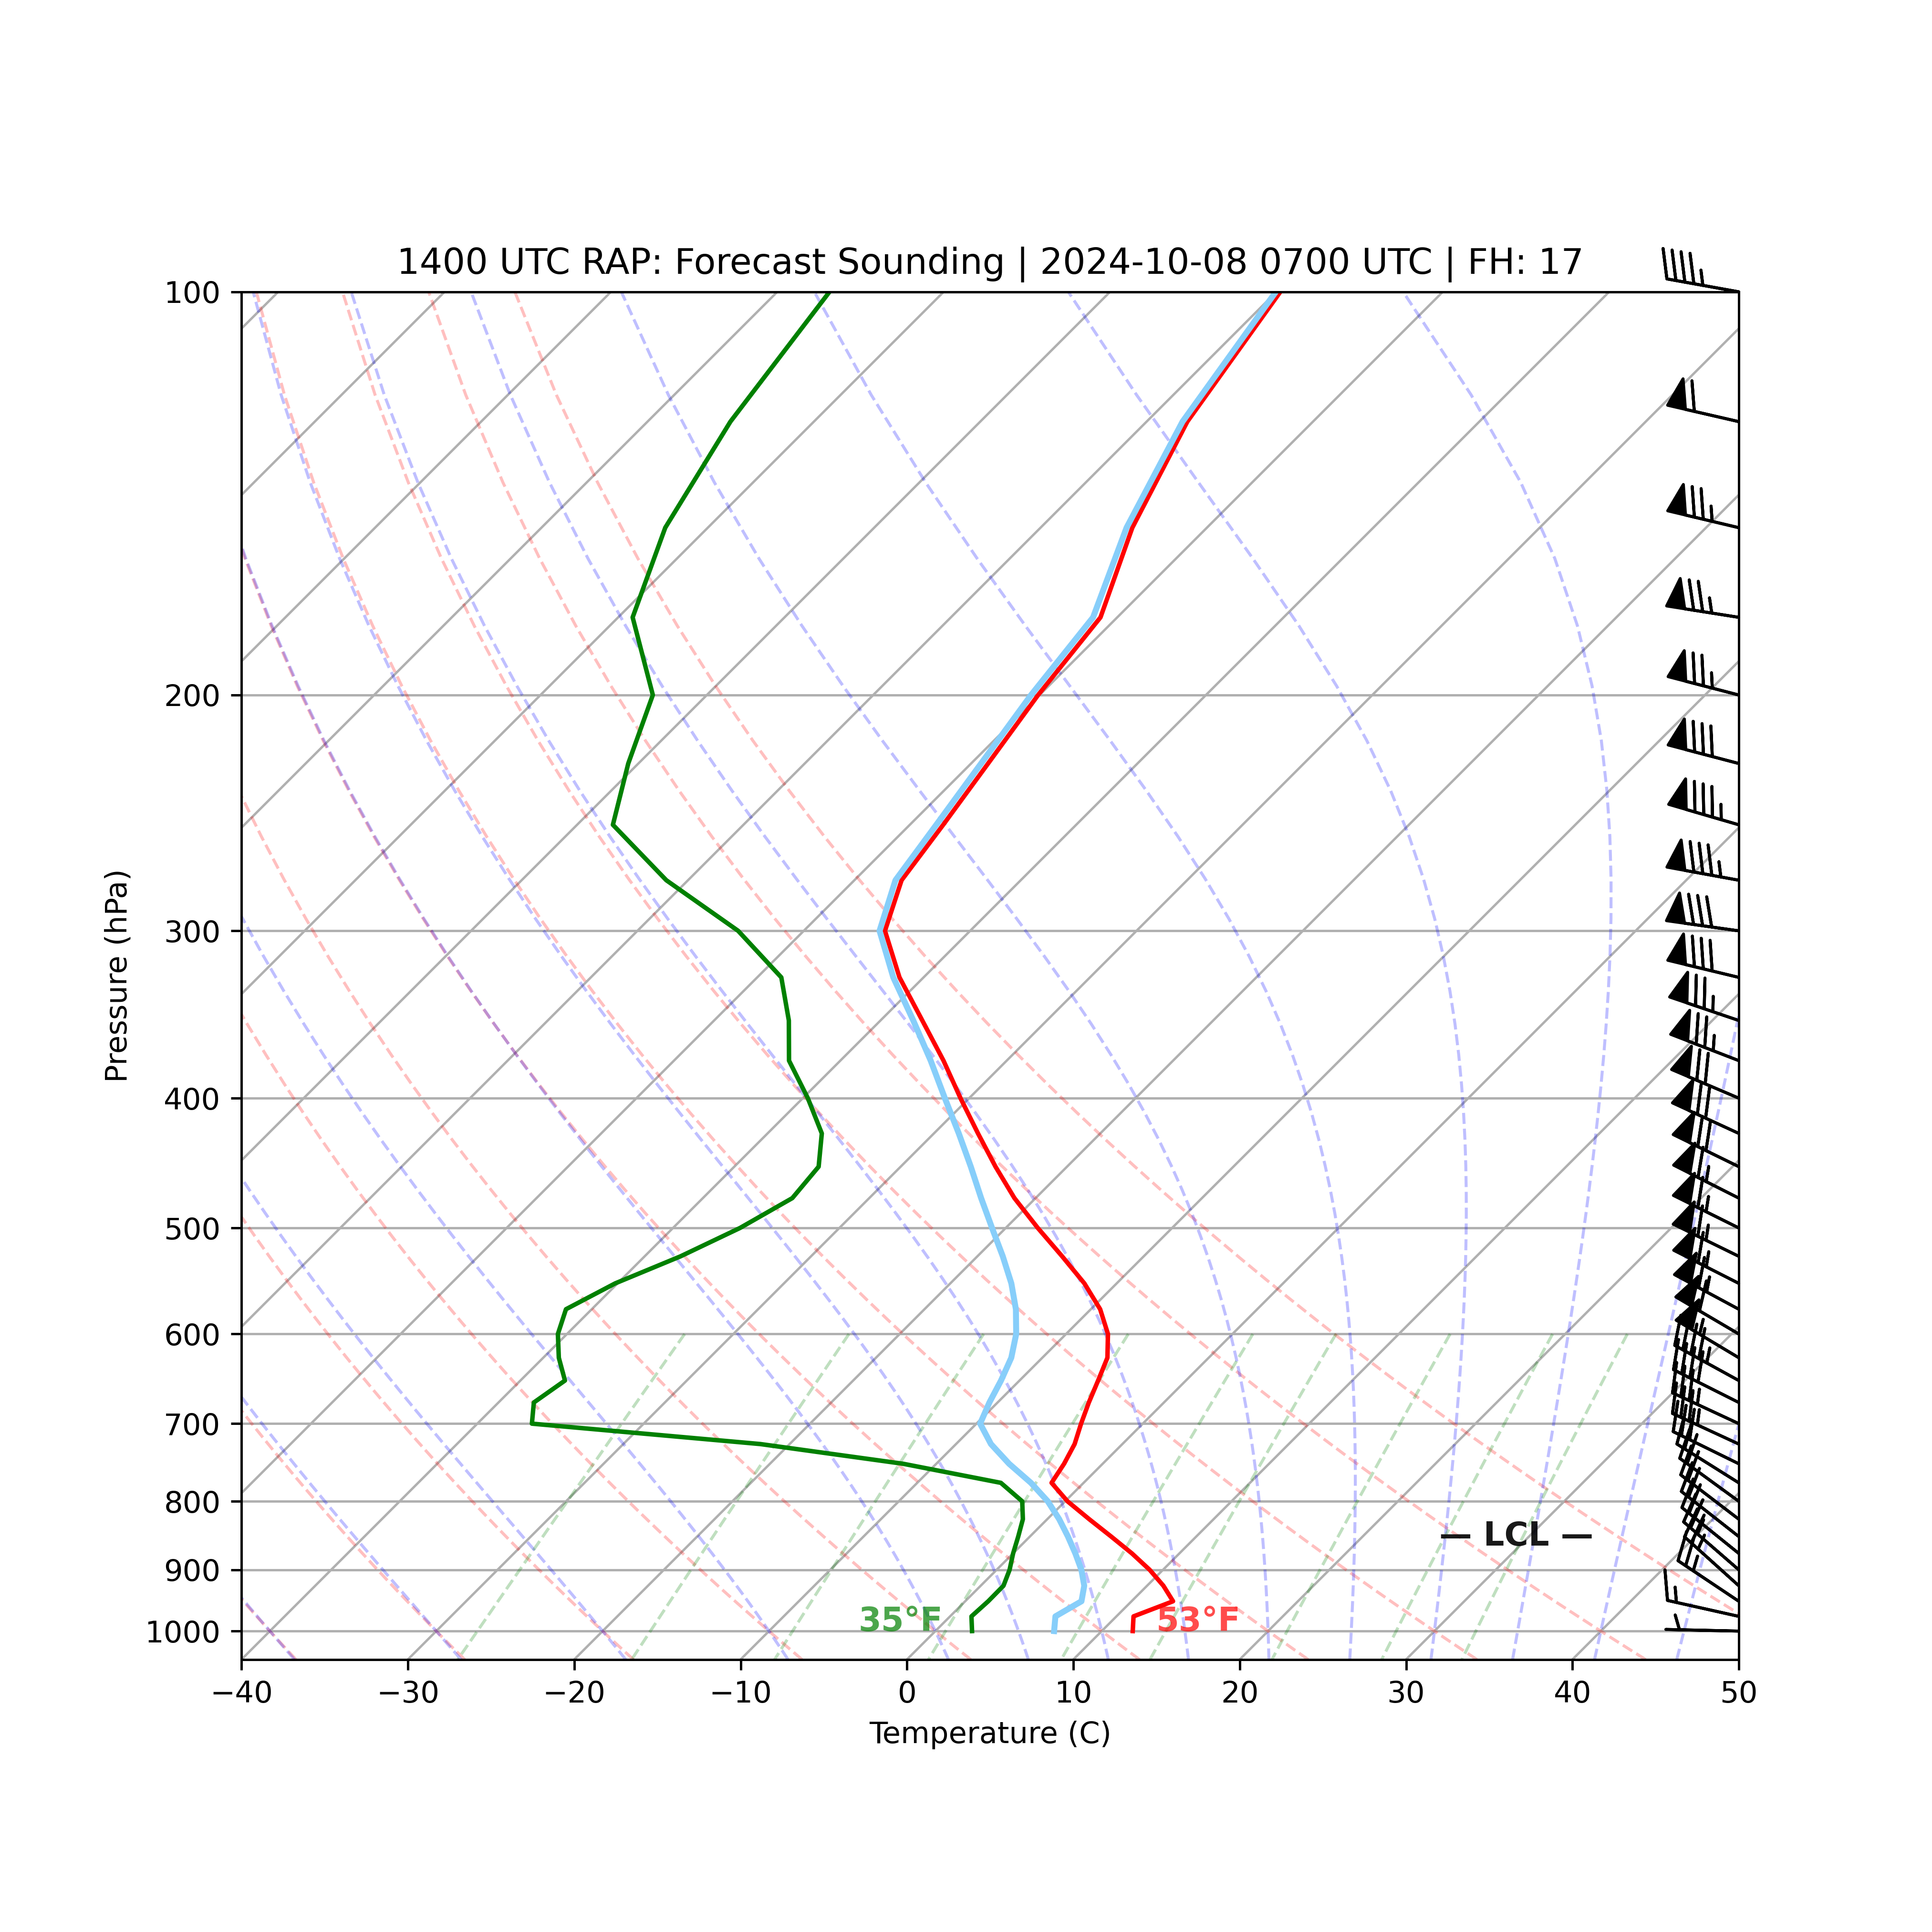 1400 UTC RAP: Forecast Sounding | 2024-10-08 0700 UTC | FH: 17
100
200
300
400
500
600
700
800
900
1000
Pressure (hPa)
— LCL —
35°F
53°F
−40 −30 −20 −10 0 10 20 30 40 50
Temperature (C)